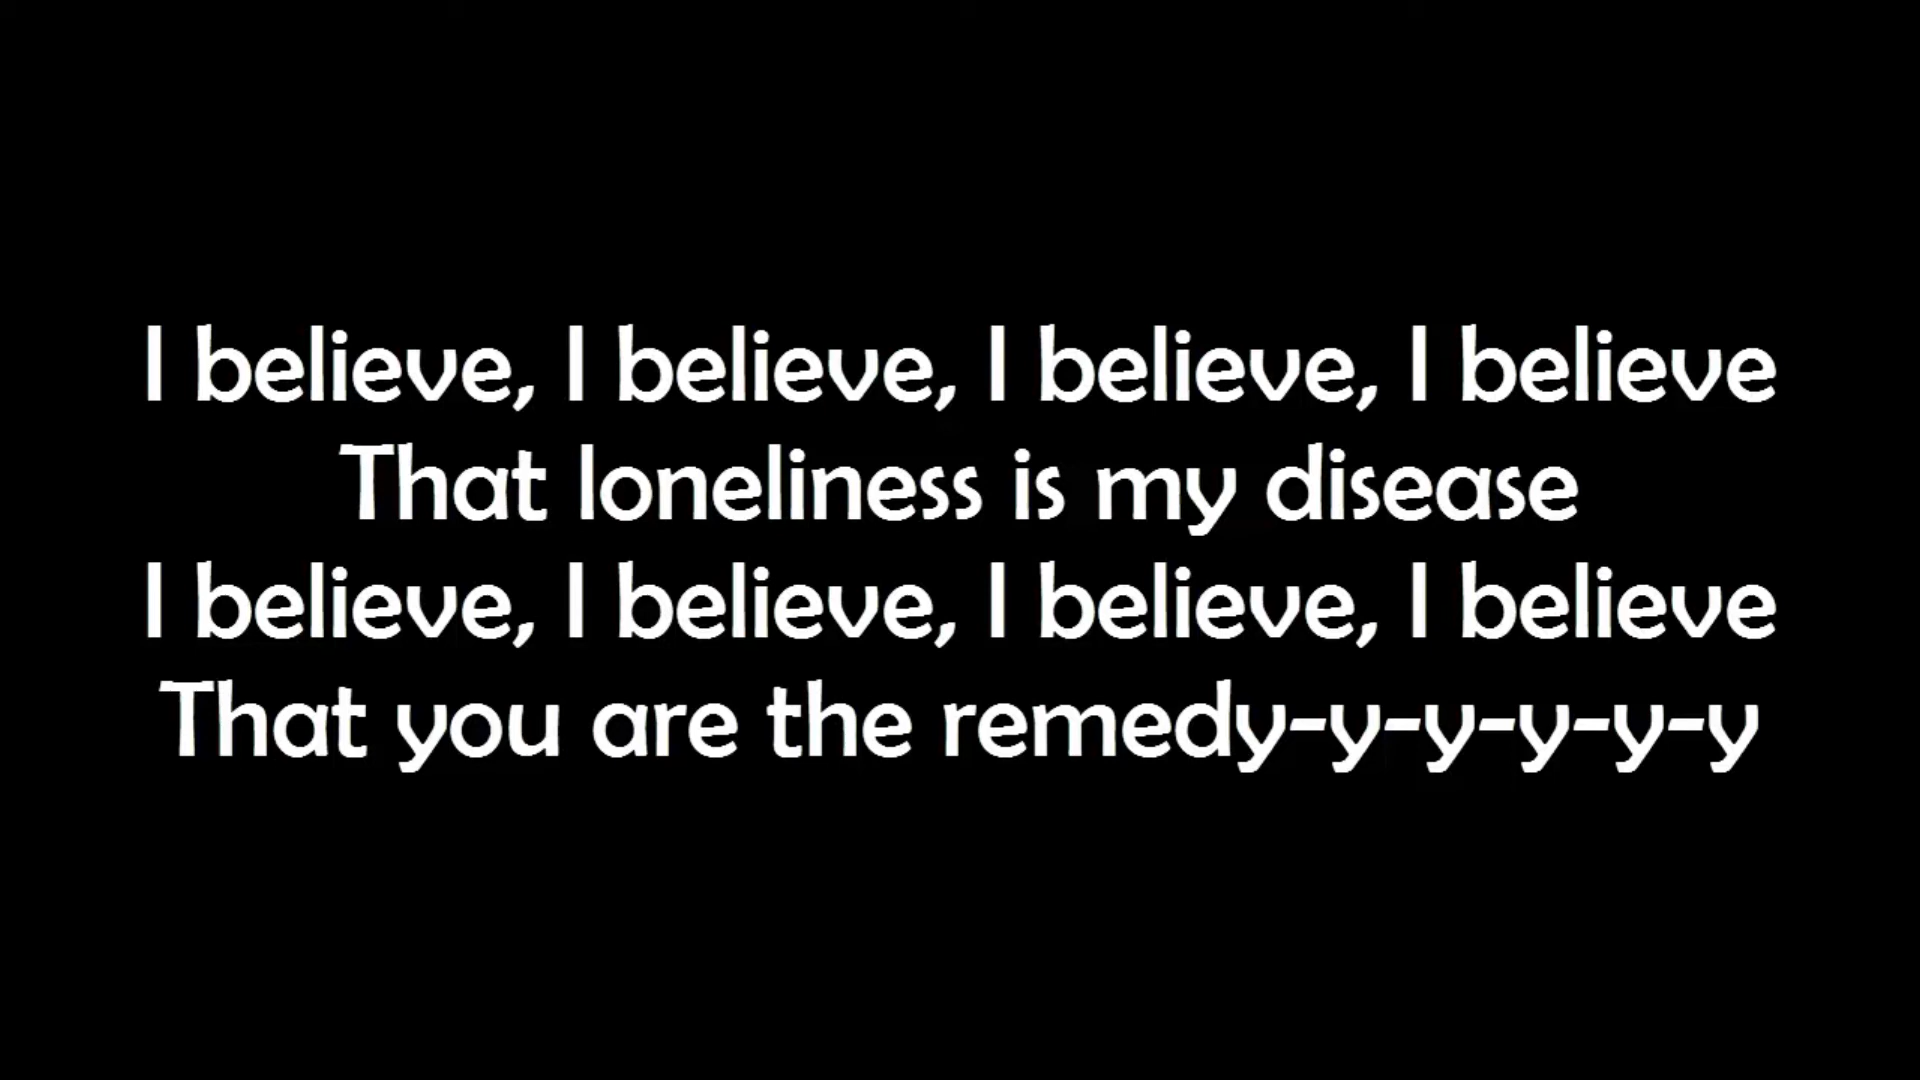 I believe, I believe, I believe, I believe
That loneliness is my disease
I believe, I believe, I believe, I believe
That you are the remedy-y-y-y-y-y